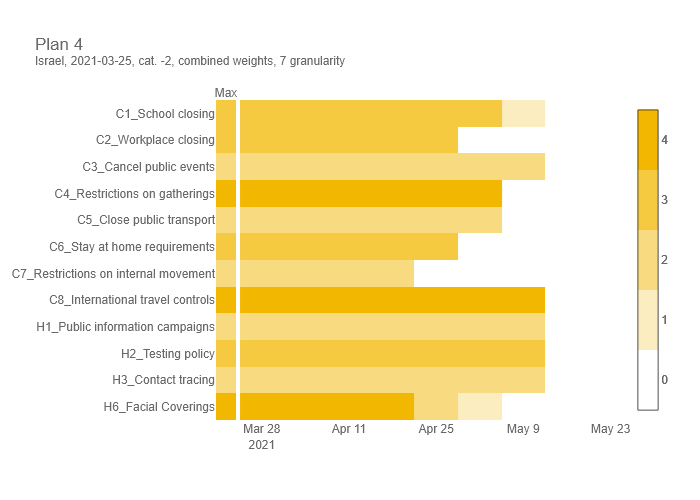 Plan 4
Israel, 2021-03-25, cat. -2, combined weights, 7 granularity
Max
C1_School closing
C2_Workplace closing
C3_Cancel public events
C4_Restrictions on gatherings
C5_Close public transport
C6_Stay at home requirements
C7_Restrictions on internal movement
C8_International travel controls
H1_Public information campaigns
H2_Testing policy
H3_Contact tracing
H6_Facial Coverings
4
3
2
1
0
Mar 28 Apr 11 Apr 25 May 9 May 23
2021